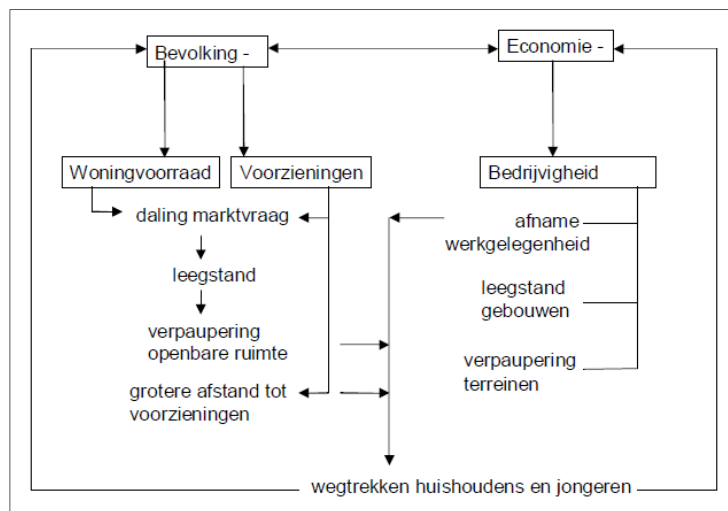 Bevolking -
Economie -
Woningvoorraad
Voorzieningen
Bedrijvigheid
daling marktvraag
afname
werkgelegenheid
leegstand
leegstand
gebouwen
verpaupering
openbare ruimte
verpaupering
terreinen
grotere afstand tot
voorzieningen
wegtrekken huishoudens en jongeren